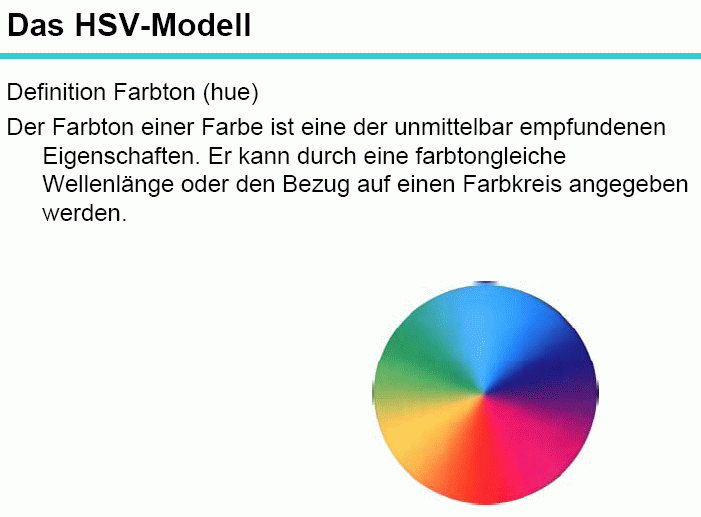 Das HSV-Modell
Definition Farbton (hue)
Der Farbton einer Farbe ist eine der unmittelbar empfundenen
Eigenschaften. Er kann durch eine farbtongleiche
Wellenlänge oder den Bezug auf einen Farbkreis angegeben
werden.